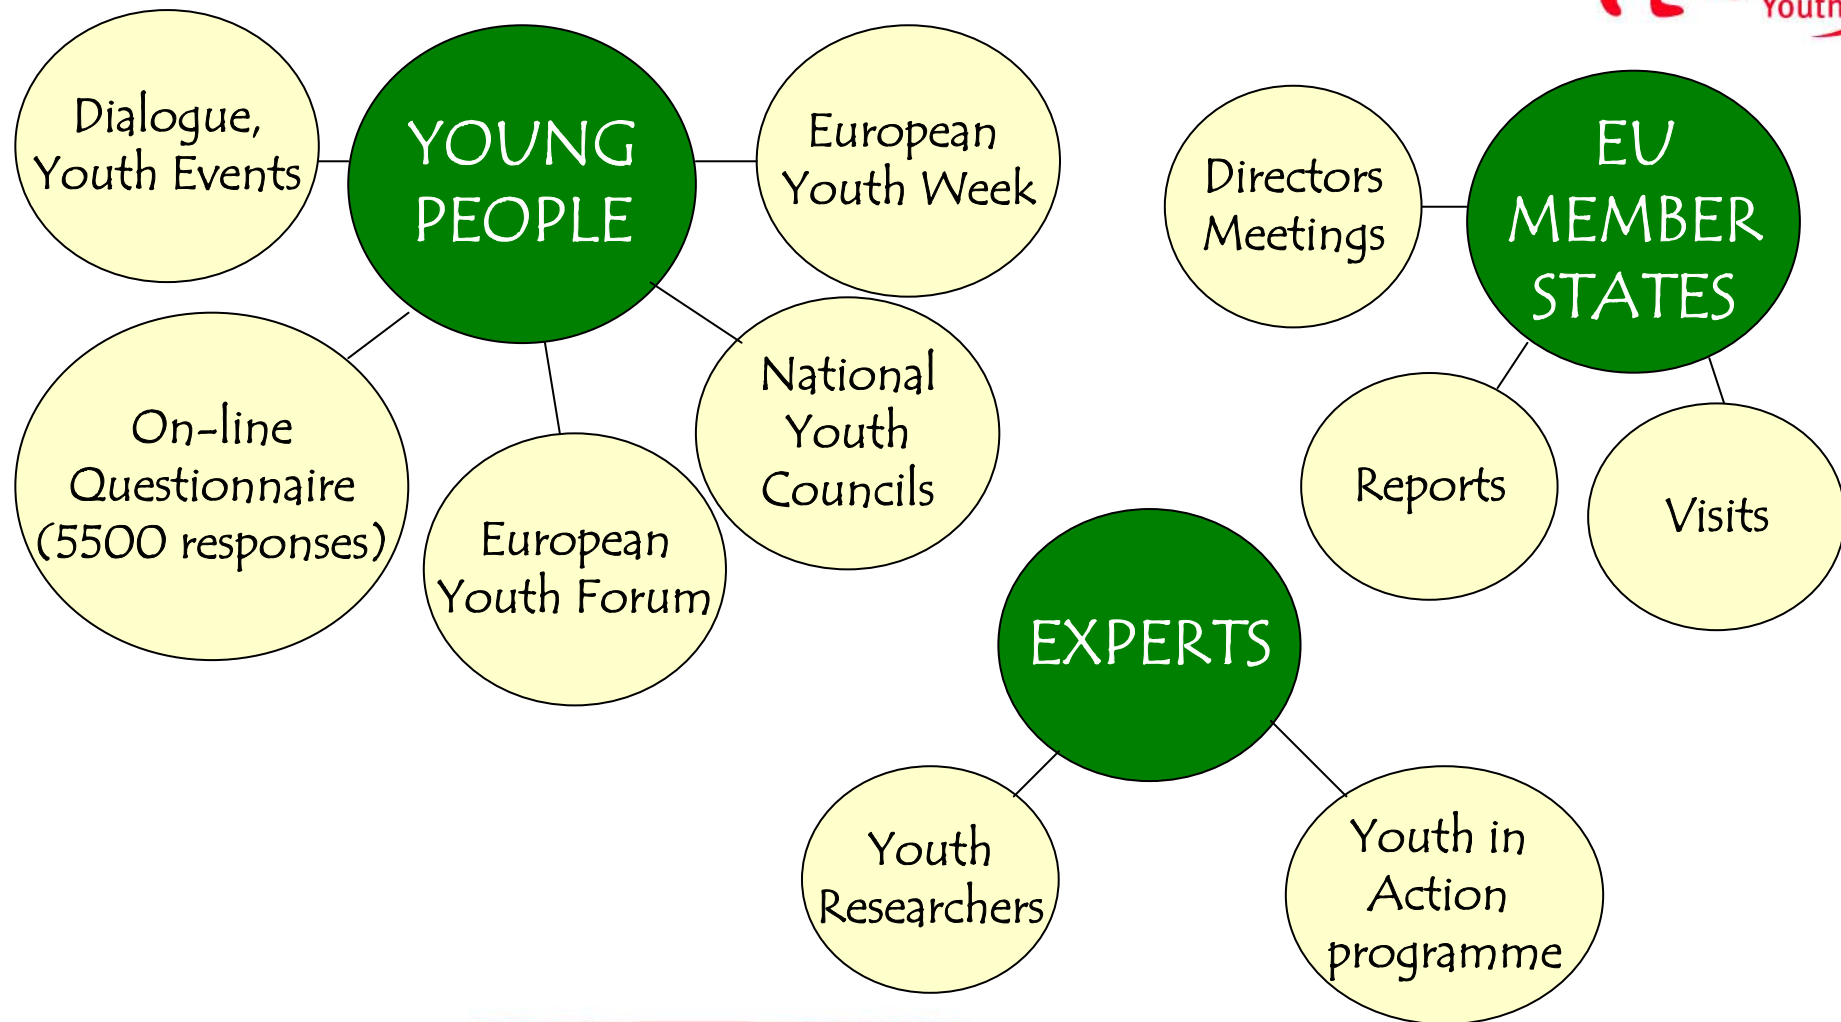 Youth
Dialogue,
Youth Events
YOUNG
PEOPLE
European
Youth Week
Directors
Meetings
EU
MEMBER
STATES
On-line
Questionnaire
(5500 responses)
European
Youth Forum
National
Youth
Councils
Reports
Visits
EXPERTS
Youth
Researchers
Youth in
Action
programme